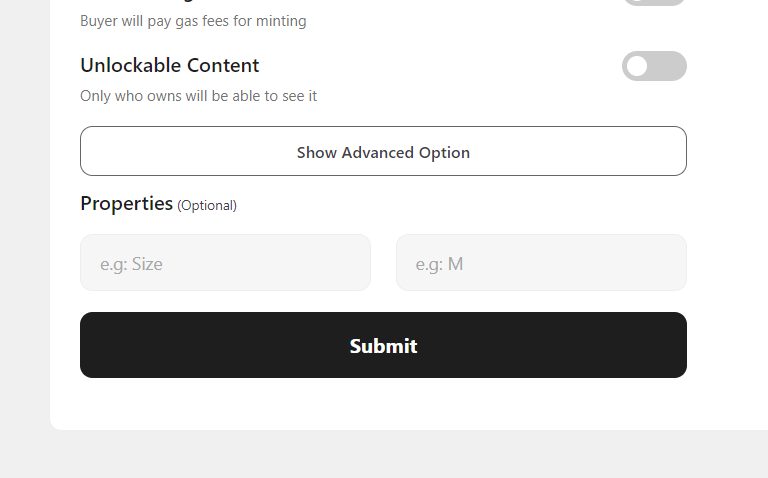 Buyer will pay gas fees for minting
Unlockable Content
Only who owns will be able to see it
Show Advanced Option
Properties (Optional)
e.g: Size
e.g: M
Submit